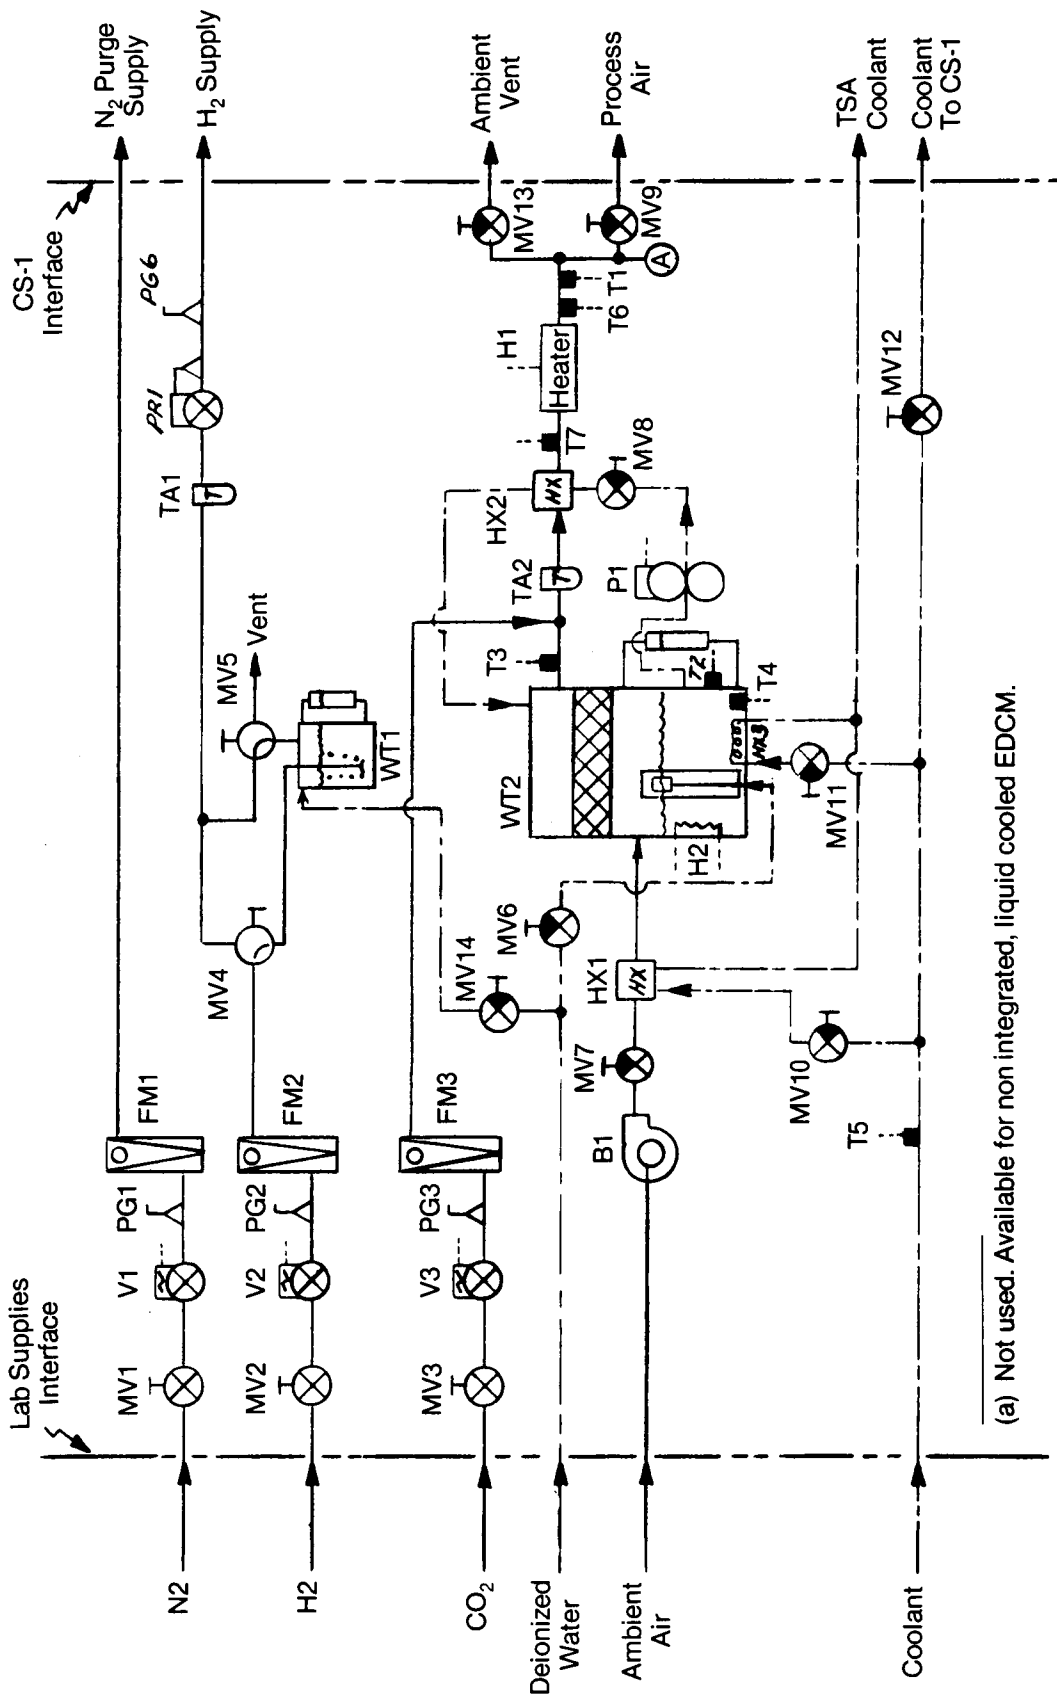 Lab Supplies
Interface
CS-1
Interface
N2
MV1
V1
PG1
FM1
N₂ Purge
Supply
H2
MV2
V2
PG2
FM2
MV4
MV5
Vent
WT1
TA1
PR1
PG6
H₂ Supply
CO₂
MV3
V3
PG3
FM3
Deionized
Water
MV14
MV6
Ambient
Air
B1
MV7
HX1
HX
WT2
H2
HX3
T2
T3
T4
TA2
T
T
P1
HX2
HX
MV8
T7
H1
Heater
T6
T1
A
MV13
Ambient
Vent
MV9
Process
Air
MV10
MV11
TSA
Coolant
Coolant
T5
MV12
Coolant
To CS-1
(a) Not used. Available for non integrated, liquid cooled EDCM.